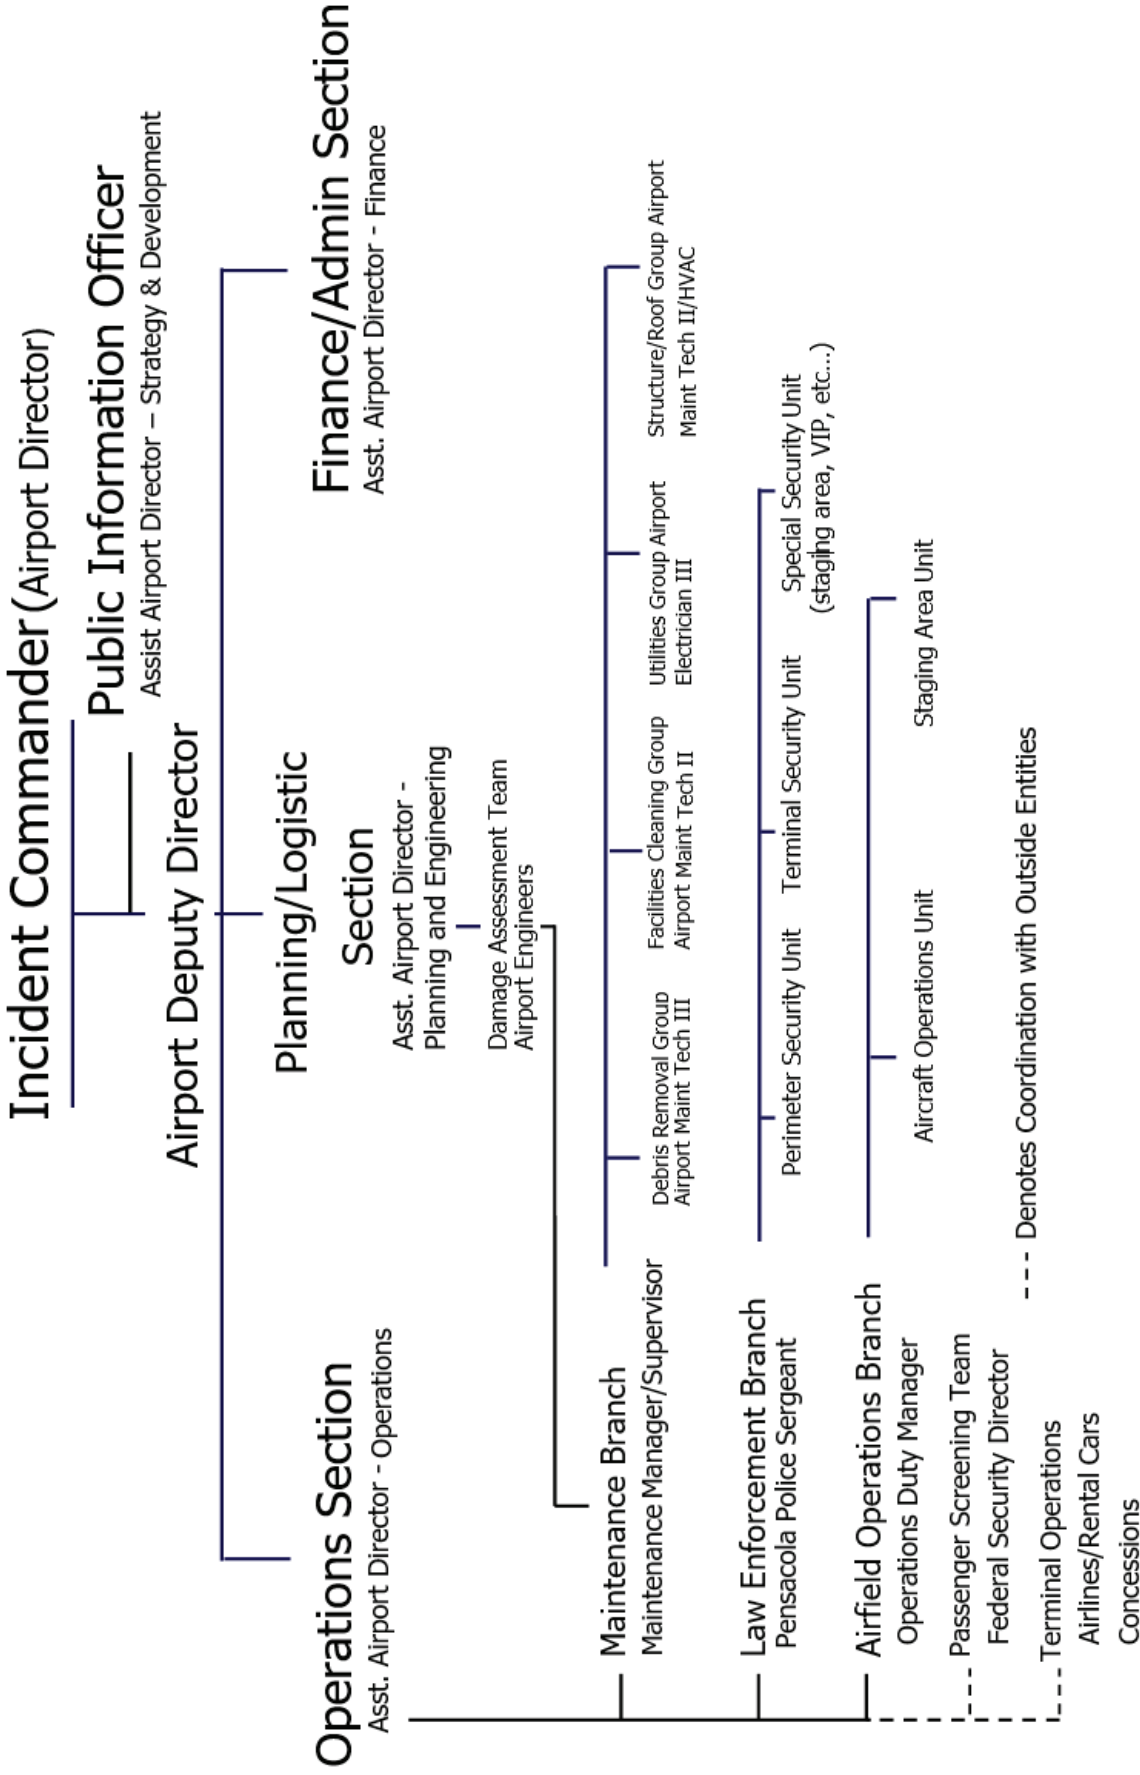 Incident Commander (Airport Director)
Public Information Officer
Assist Airport Director – Strategy & Development
Airport Deputy Director
Operations Section
Asst. Airport Director - Operations
Planning/Logistic
Section
Asst. Airport Director -
Planning and Engineering
Damage Assessment Team
Airport Engineers
Finance/Admin Section
Asst. Airport Director - Finance
Maintenance Branch
Maintenance Manager/Supervisor
Debris Removal Group
Airport Maint Tech III
Facilities Cleaning Group
Airport Maint Tech II
Utilities Group Airport
Electrician III
Structure/Roof Group Airport
Maint Tech II/HVAC
Law Enforcement Branch
Pensacola Police Sergeant
Perimeter Security Unit
Terminal Security Unit
Special Security Unit
(staging area, VIP, etc...)
Airfield Operations Branch
Operations Duty Manager
Aircraft Operations Unit
Staging Area Unit
Passenger Screening Team
Federal Security Director
Terminal Operations
Airlines/Rental Cars
Concessions
--- Denotes Coordination with Outside Entities